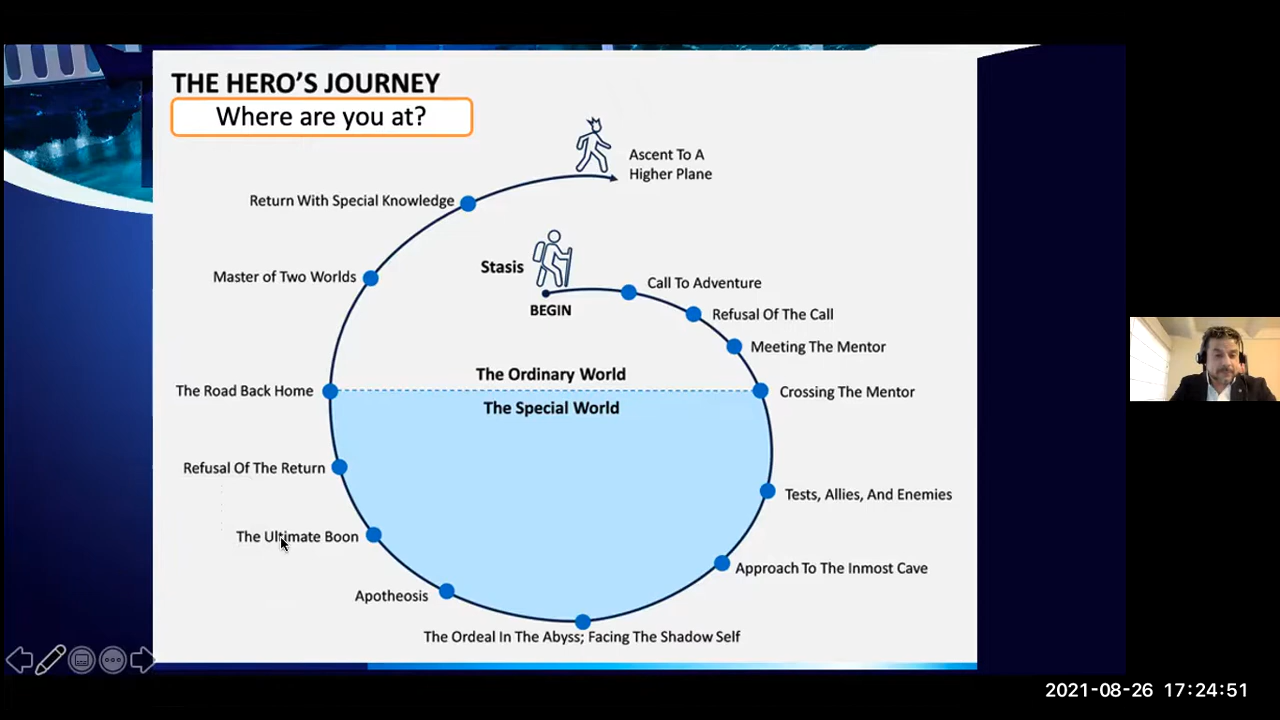 THE HERO'S JOURNEY
Where are you at?
Ascent To A
Higher Plane
Return With Special Knowledge
Stasis
Master of Two Worlds
Call To Adventure
BEGIN
Refusal Of The Call
Meeting The Mentor
The Ordinary World
The Road Back Home
Crossing The Mentor
The Special World
Refusal Of The Return
Tests, Allies, And Enemies
The Ultimate Boon
Approach To The Inmost Cave
Apotheosis
The Ordeal In The Abyss; Facing The Shadow Self
2021-08-26 17:24:51